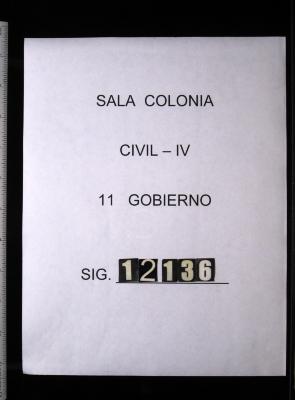 SALA COLONIA
CIVIL – IV
11 GOBIERNO
SIG. 12136